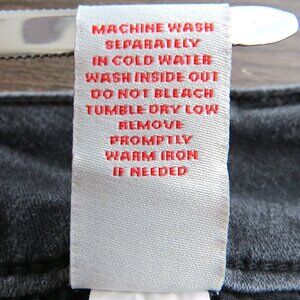 MACHINE WASH
SEPARATELY
IN COLD WATER
WASH INSIDE OUT
DO NOT BLEACH
TUMBLE DRY LOW
REMOVE
PROMPTLY
WARM IRON
IF NEEDED